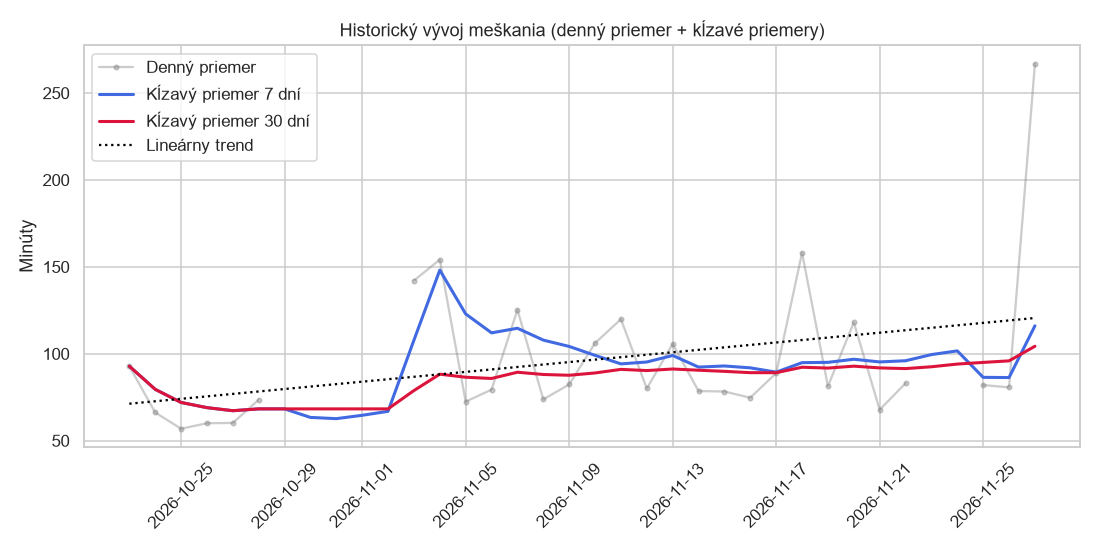 Historický vývoj meškania (denný priemer + kĺzavé priemery)
Denný priemer
Kĺzavý priemer 7 dní
Kĺzavý priemer 30 dní
Lineárny trend
Minúty
250
200
150
100
50
2026-10-25
2026-10-29
2026-11-01
2026-11-05
2026-11-09
2026-11-13
2026-11-17
2026-11-21
2026-11-25